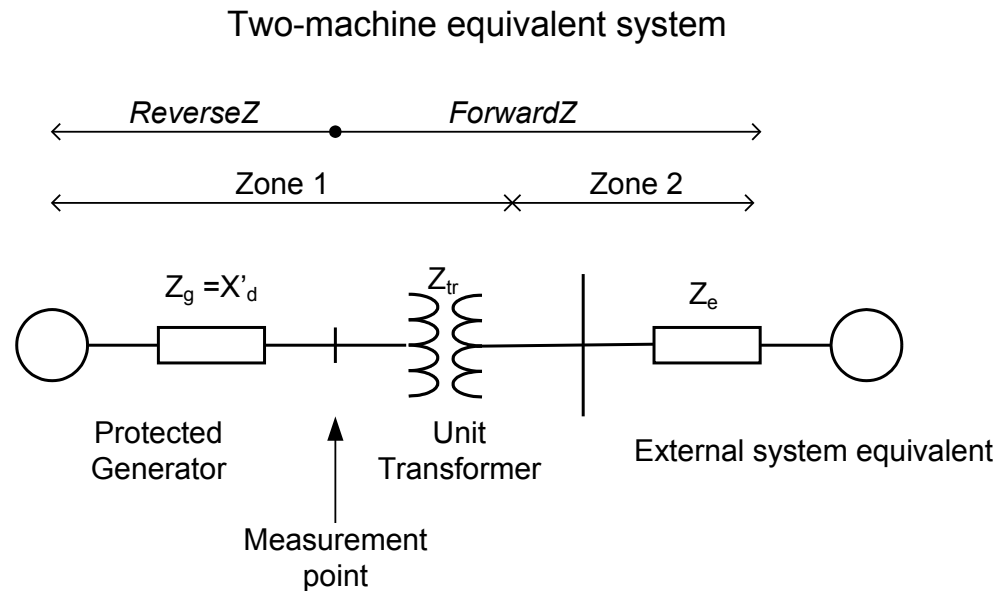 Two-machine equivalent system
ReverseZ
ForwardZ
Zone 1
Zone 2
Zg =X’d
Ztr
Ze
Protected
Generator
Unit
Transformer
External system equivalent
Measurement
point